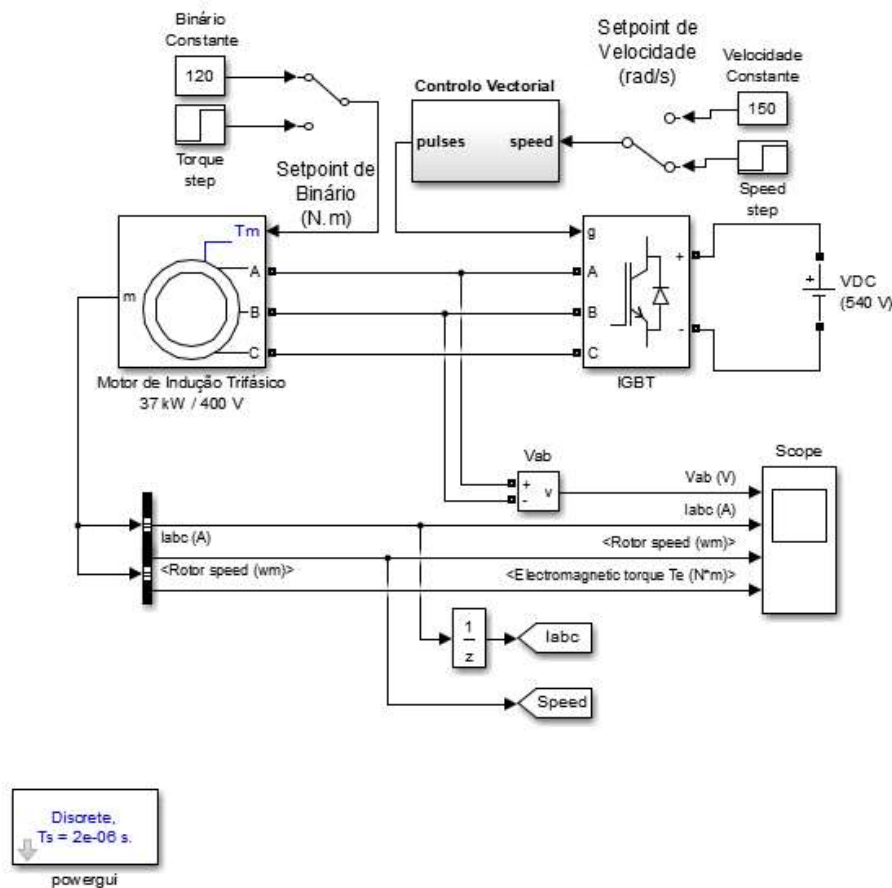 Binário
Constante
120
Torque
step
Setpoint de
Binário
(N.m)
Controlo Vectorial
pulses
speed
Setpoint de
Velocidade
(rad/s)
Velocidade
Constante
150
Speed
step
Tm
m
A
B
C
Motor de Indução Trifásico
37 kW / 400 V
g
A
B
C
+
-
IGBT
+
VDC
(540 V)
Vab
+
-
v
Scope
Vab (V)
Iabc (A)
<Rotor speed (wm)>
<Electromagnetic torque Te (N*m)>
Iabc (A)
<Rotor speed (wm)>
1
z
Iabc
Speed
Discrete,
Ts = 2e-06 s.
powergui